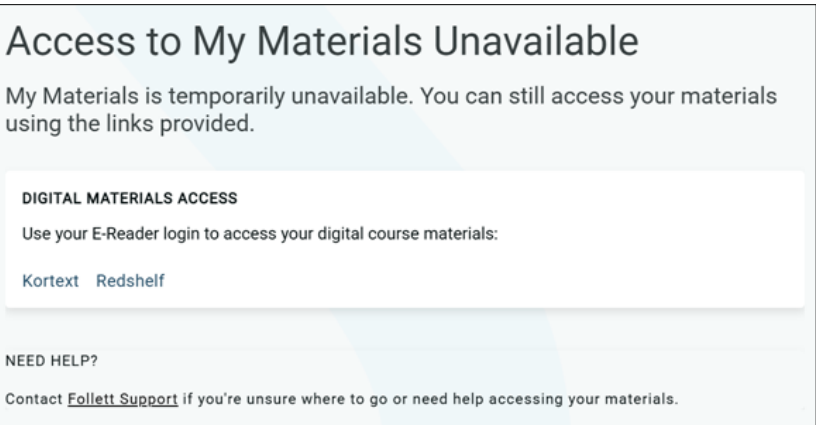 Access to My Materials Unavailable
My Materials is temporarily unavailable. You can still access your materials
using the links provided.
DIGITAL MATERIALS ACCESS
Use your E-Reader login to access your digital course materials:
Kortext Redshelf
NEED HELP?
Contact Follett Support if you're unsure where to go or need help accessing your materials.